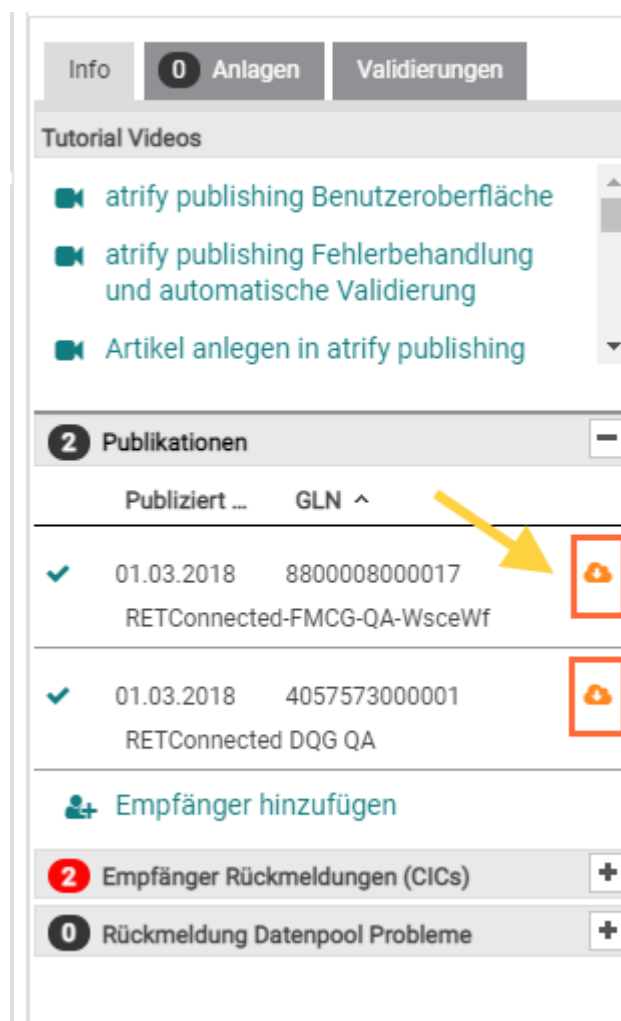 Info 0 Anlagen Validierungen
Tutorial Videos
atrify publishing Benutzeroberfläche
atrify publishing Fehlerbehandlung
und automatische Validierung
Artikel anlegen in atrify publishing
2 Publikationen
Publiziert ... GLN
01.03.2018 8800008000017
RETConnected-FMCG-QA-WsceWf
01.03.2018 4057573000001
RETConnected DQG QA
Empfänger hinzufügen
2 Empfänger Rückmeldungen (CICs)
0 Rückmeldung Datenpool Probleme